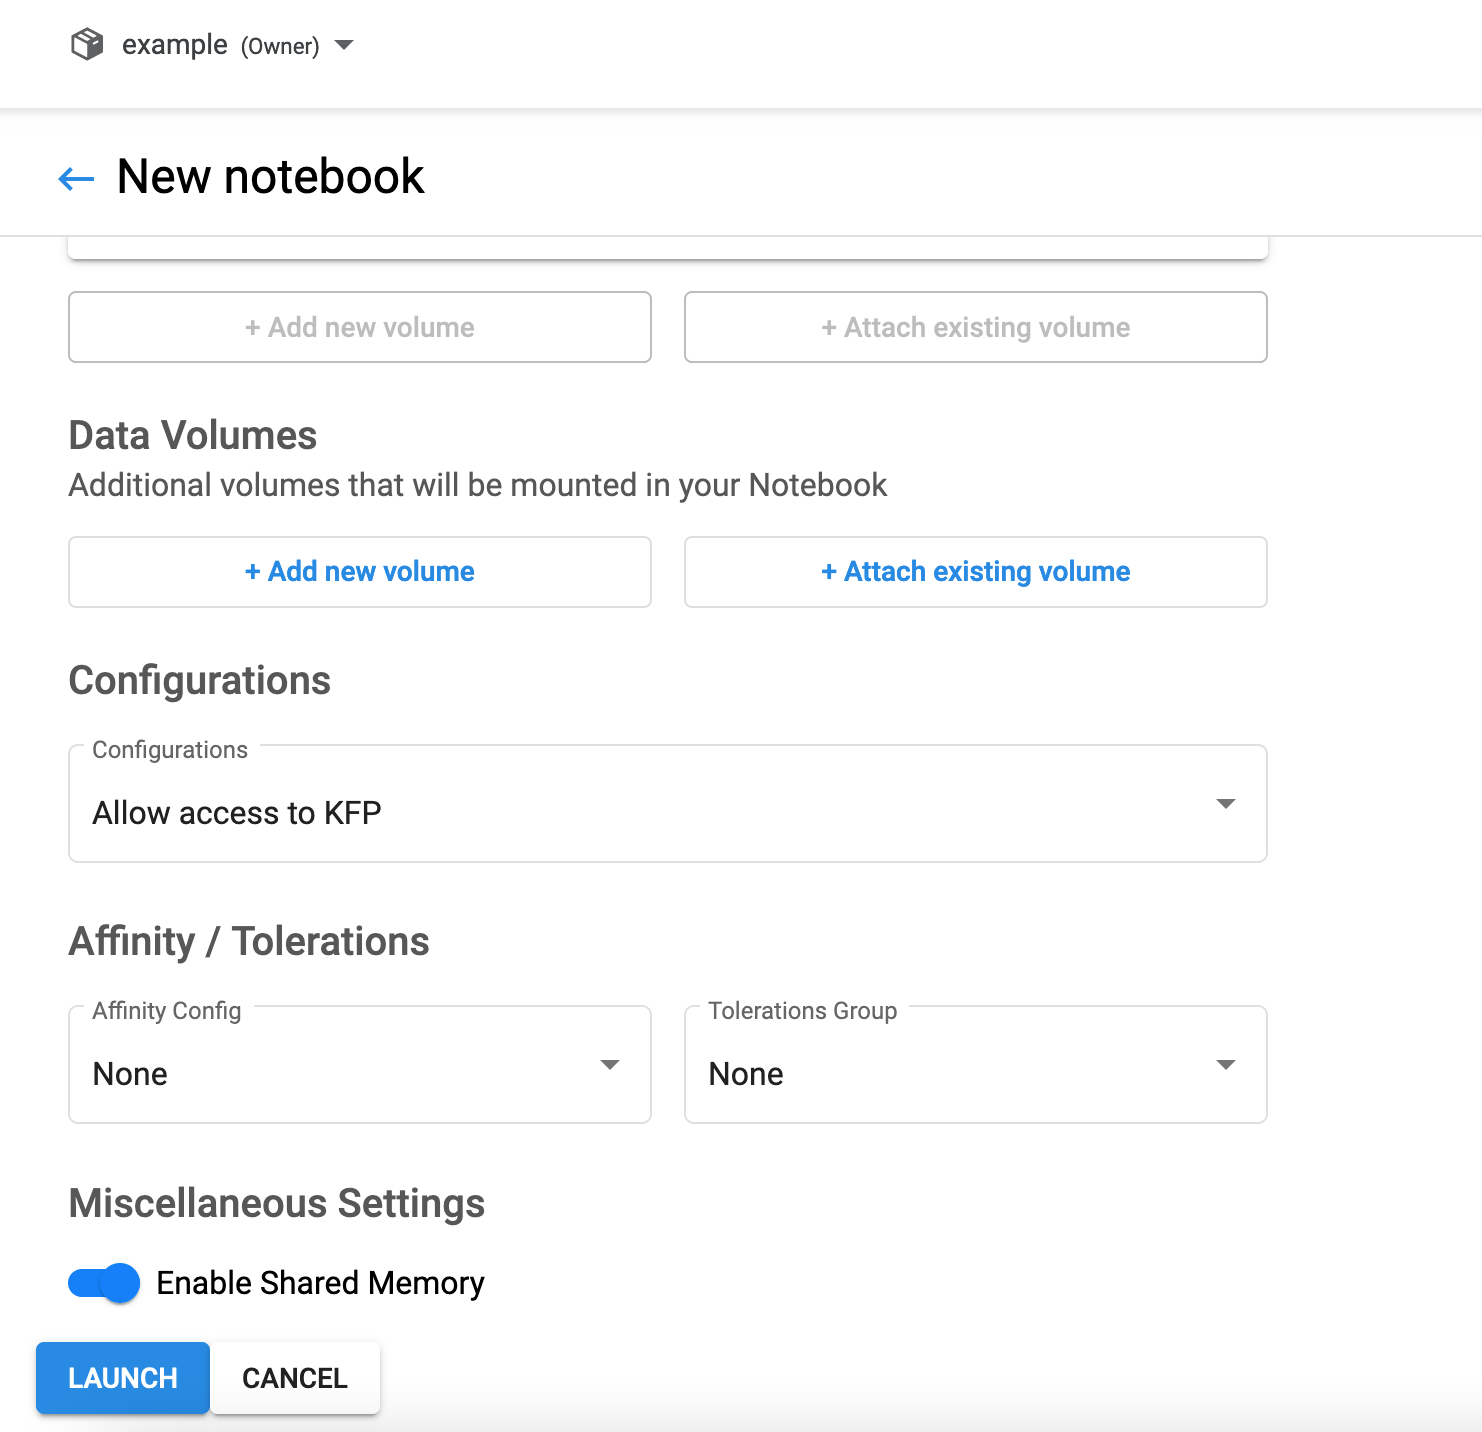 example (Owner)
New notebook
+ Add new volume
+ Attach existing volume
Data Volumes
Additional volumes that will be mounted in your Notebook
+ Add new volume
+ Attach existing volume
Configurations
Configurations
Allow access to KFP
Affinity / Tolerations
Affinity Config
None
Tolerations Group
None
Miscellaneous Settings
Enable Shared Memory
LAUNCH
CANCEL